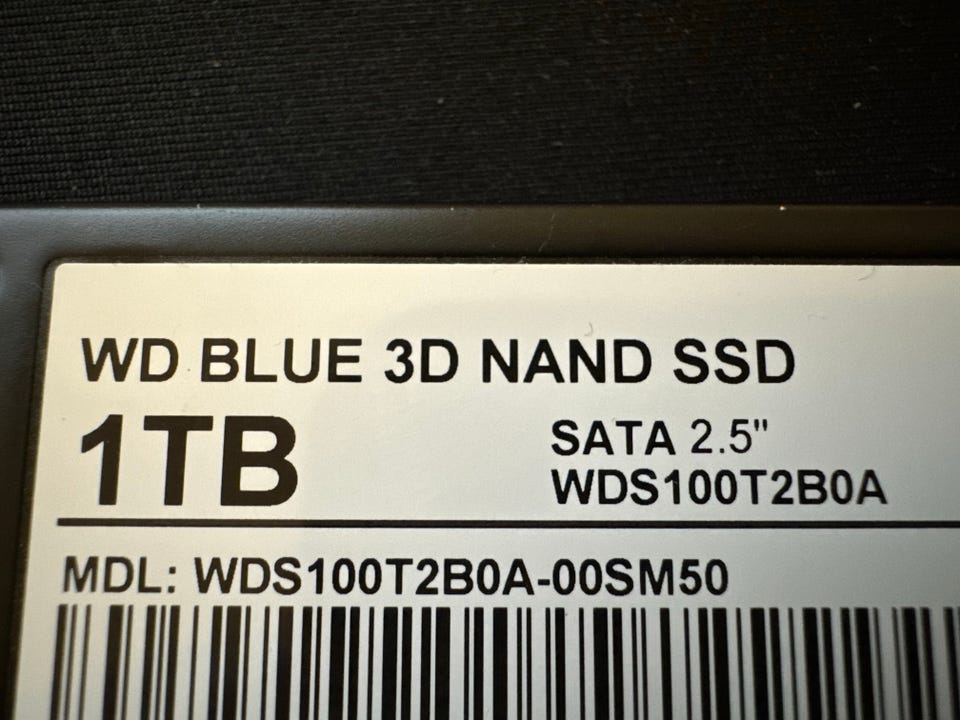 WD BLUE 3D NAND SSD
1TB
SATA 2.5"
WDS100T2B0A
MDL: WDS100T2B0A-00SM50